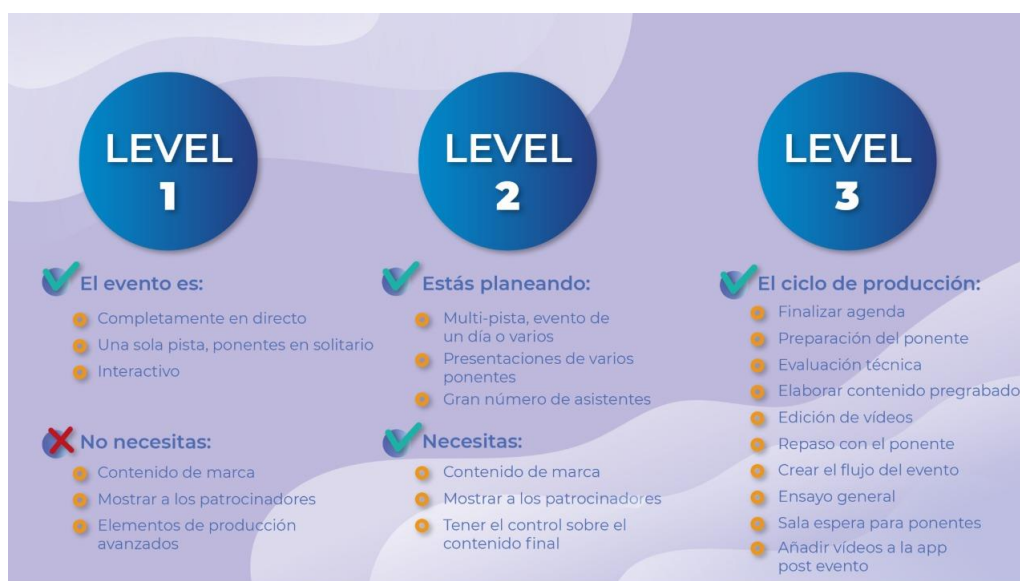 LEVEL
1
El evento es:
Completamente en directo
Una sola pista, ponentes en solitario
Interactivo
No necesitas:
Contenido de marca
Mostrar a los patrocinadores
Elementos de producción
avanzados
LEVEL
2
Estás planeando:
Multi-pista, evento de
un día o varios
Presentaciones de varios
ponentes
Gran número de asistentes
Necesitas:
Contenido de marca
Mostrar a los patrocinadores
Tener el control sobre el
contenido final
LEVEL
3
El ciclo de producción:
Finalizar agenda
Preparación del ponente
Evaluación técnica
Elaborar contenido pregrabado
Edición de vídeos
Repaso con el ponente
Crear el flujo del evento
Ensayo general
Sala espera para ponentes
Añadir vídeos a la app
post evento